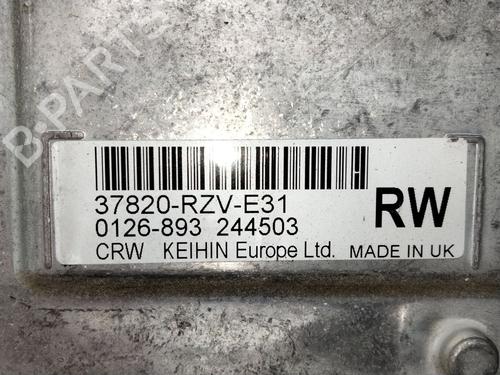 B-PARTS
37820-RZV-E31
0126-893 244503
RW
CRW KEIHIN Europe Ltd. MADE IN UK